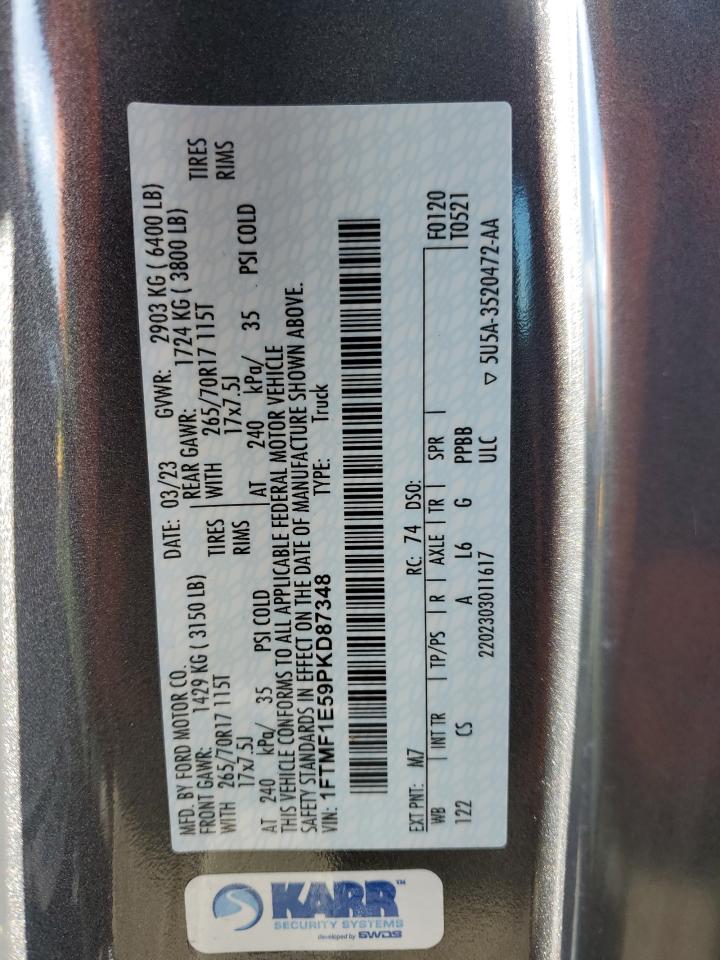 MFD. BY FORD MOTOR CO.
DATE: 03/23 GVWR: 2903 KG ( 6400 LB)
FRONT GAWR: 1429 KG ( 3150 LB) REAR GAWR: 1724 KG ( 3800 LB)
WITH 265/70R17 115T TIRES WITH 265/70R17 115T TIRES
17x7.5J RIMS 17x7.5J RIMS
AT 240 kPa/ 35 PSI COLD AT 240 kPa/ 35 PSI COLD
THIS VEHICLE CONFORMS TO ALL APPLICABLE FEDERAL MOTOR VEHICLE
SAFETY STANDARDS IN EFFECT ON THE DATE OF MANUFACTURE SHOWN ABOVE.
VIN: 1FTMF1E59PKD87348 TYPE: Truck
EXT PNT: M7 RC: 74 DSO: F0120
WB INT TR TP/PS R AXLE TR SPR T0521
122 CS A L6 G PPBB
2202303011617 ULC ▽ 5U5A-3520472-AA
KARR™
SECURITY SYSTEMS
developed by SWDS